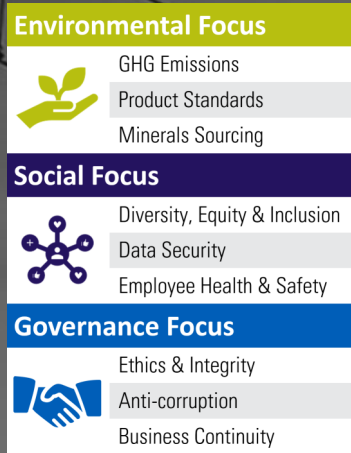 Environmental Focus
GHG Emissions
Product Standards
Minerals Sourcing
Social Focus
Diversity, Equity & Inclusion
Data Security
Employee Health & Safety
Governance Focus
Ethics & Integrity
Anti-corruption
Business Continuity